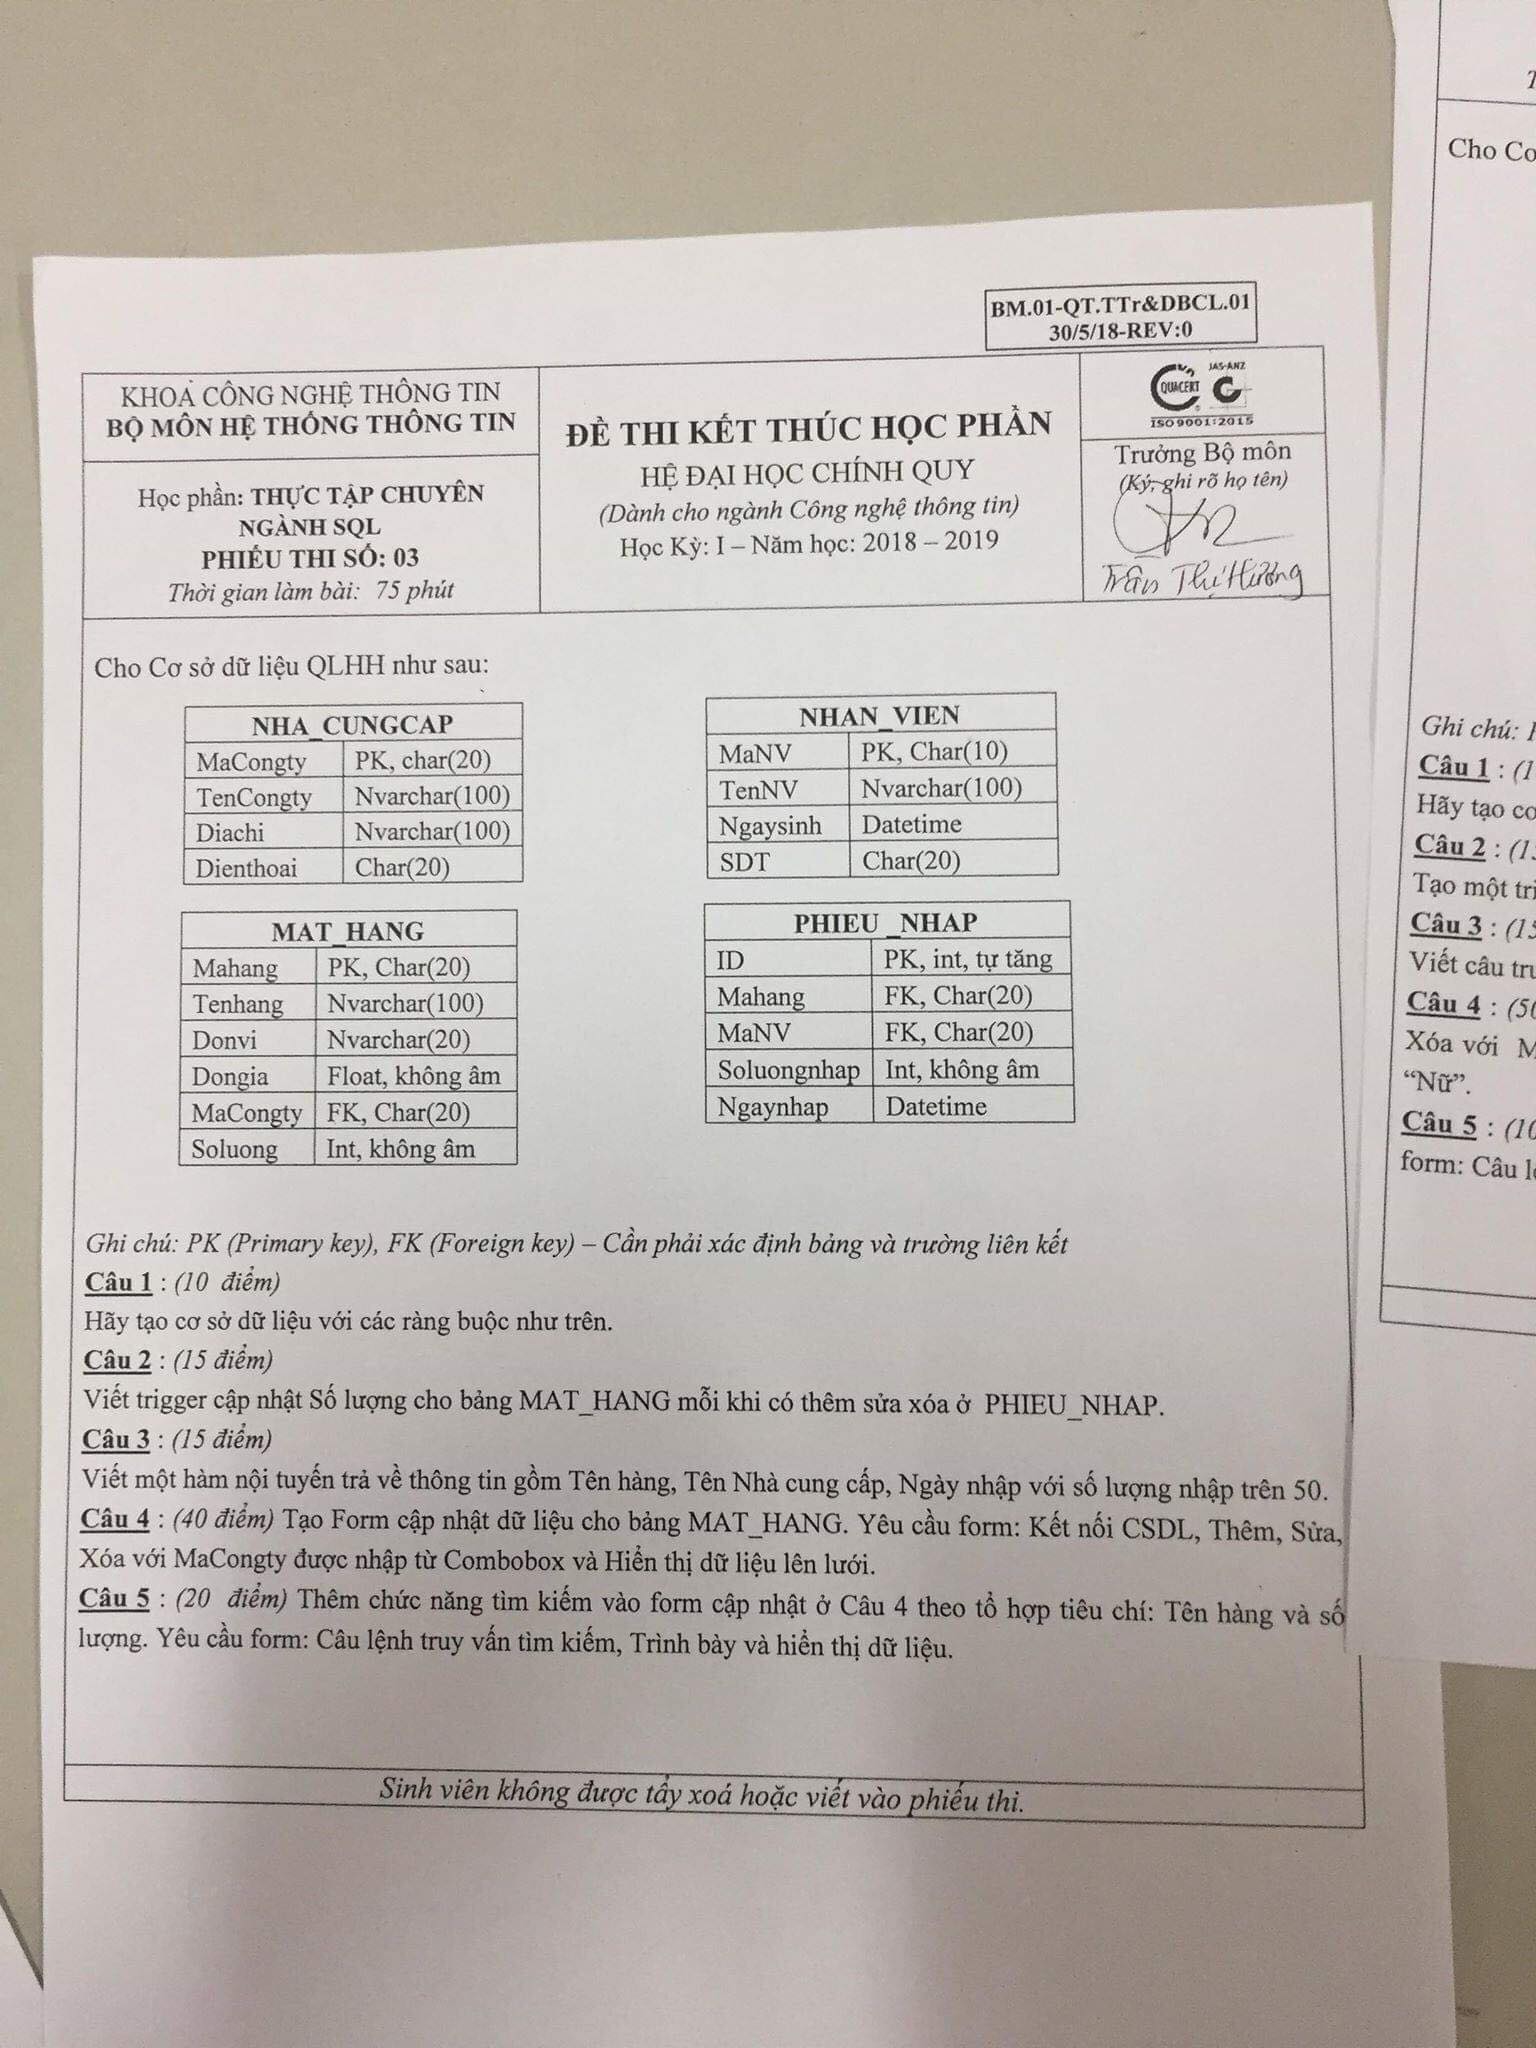 BM.01-QT.TTr&DBCL.01
30/5/18-REV:0
KHOA CÔNG NGHỆ THÔNG TIN
BỘ MÔN HỆ THỐNG THÔNG TIN
Học phần: THỰC TẬP CHUYÊN
NGÀNH SQL
PHIẾU THI SỐ: 03
Thời gian làm bài: 75 phút
ĐỀ THI KẾT THÚC HỌC PHẦN
HỆ ĐẠI HỌC CHÍNH QUY
(Dành cho ngành Công nghệ thông tin)
Học Kỳ: I – Năm học: 2018 – 2019
QUACERT
JAS-ANZ
ISO 9001:2015
Trưởng Bộ môn
(Ký, ghi rõ họ tên)
Trần Thị Hương
Cho Cơ sở dữ liệu QLHH như sau:
NHA_CUNGCAP
MaCongty PK, char(20)
TenCongty Nvarchar(100)
Diachi Nvarchar(100)
Dienthoai Char(20)
NHAN_VIEN
MaNV PK, Char(10)
TenNV Nvarchar(100)
Ngaysinh Datetime
SDT Char(20)
MAT_HANG
Mahang PK, Char(20)
Tenhang Nvarchar(100)
Donvi Nvarchar(20)
Dongia Float, không âm
MaCongty FK, Char(20)
Soluong Int, không âm
PHIEU _NHAP
ID PK, int, tự tăng
Mahang FK, Char(20)
MaNV FK, Char(20)
Soluongnhap Int, không âm
Ngaynhap Datetime
Ghi chú: PK (Primary key), FK (Foreign key) – Cần phải xác định bảng và trường liên kết
Câu 1 : (10 điểm)
Hãy tạo cơ sở dữ liệu với các ràng buộc như trên.
Câu 2 : (15 điểm)
Viết trigger cập nhật Số lượng cho bảng MAT_HANG mỗi khi có thêm sửa xóa ở PHIEU_NHAP.
Câu 3 : (15 điểm)
Viết một hàm nội tuyến trả về thông tin gồm Tên hàng, Tên Nhà cung cấp, Ngày nhập với số lượng nhập trên 50.
Câu 4 : (40 điểm) Tạo Form cập nhật dữ liệu cho bảng MAT_HANG. Yêu cầu form: Kết nối CSDL, Thêm, Sửa,
Xóa với MaCongty được nhập từ Combobox và Hiển thị dữ liệu lên lưới.
Câu 5 : (20 điểm) Thêm chức năng tìm kiếm vào form cập nhật ở Câu 4 theo tổ hợp tiêu chí: Tên hàng và số
lượng. Yêu cầu form: Câu lệnh truy vấn tìm kiếm, Trình bày và hiển thị dữ liệu.
Sinh viên không được tẩy xoá hoặc viết vào phiếu thi.
Cho Cơ
Ghi chú:
Câu 1 : (1
Hãy tạo cơ
Câu 2 : (1
Tạo một tri
Câu 3 : (15
Viết câu tru
Câu 4 : (50
Xóa với M
“Nữ”.
Câu 5 : (10
form: Câu l